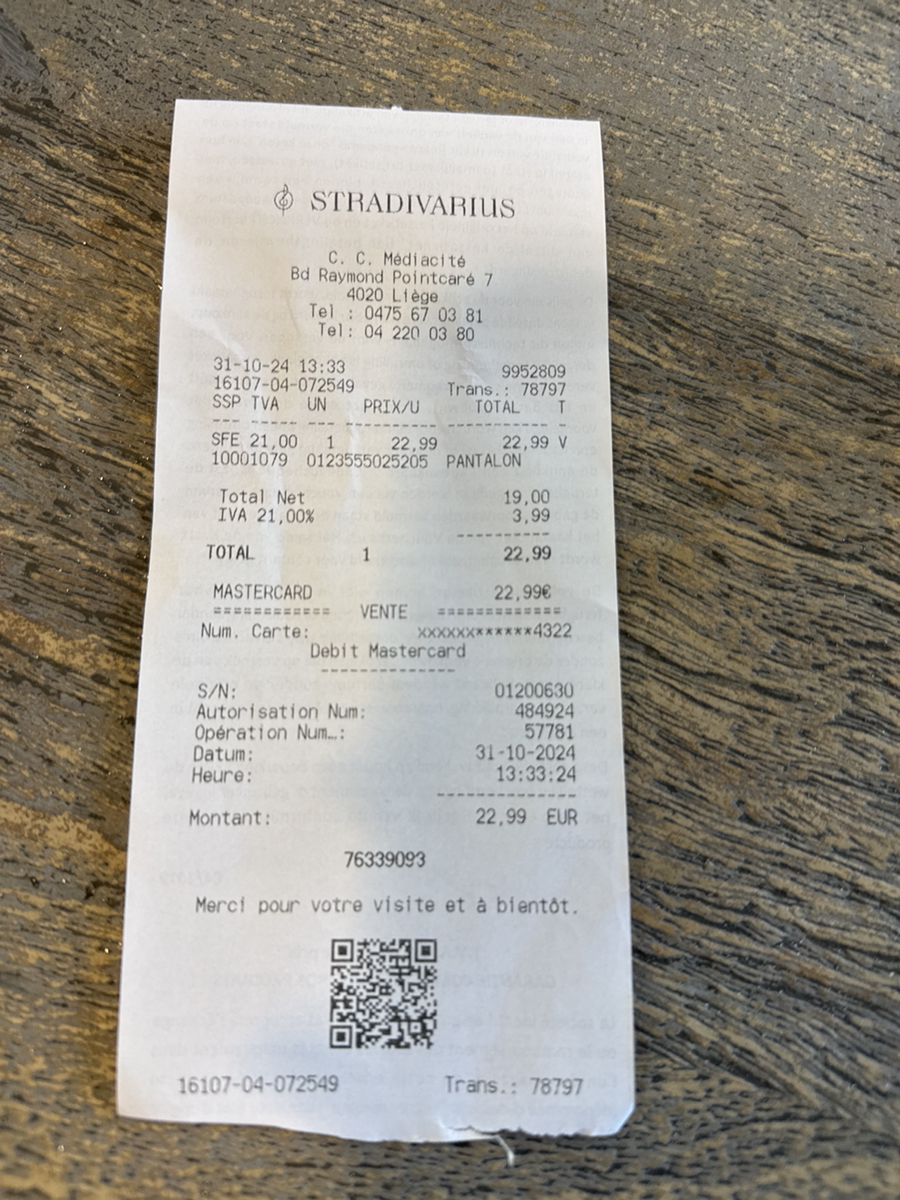 STRADIVARIUS
C. C. Médiacité
Bd Raymond Pointcaré 7
4020 Liège
Tel : 0475 67 03 81
Tel: 04 220 03 80
31-10-24 13:33 9952809
16107-04-072549 Trans.: 78797
SSP TVA UN PRIX/U TOTAL T
--- --- -- --------- --------- -
SFE 21,00 1 22,99 22,99 V
10001079 0123555025205 PANTALON
Total Net 19,00
IVA 21,00% 3,99
----------
TOTAL 1 22,99
MASTERCARD 22,99€
============ VENTE =============
Num. Carte: xxxxxx******4322
Debit Mastercard
--------------
S/N: 01200630
Autorisation Num: 484924
Opération Num…: 57781
Datum: 31-10-2024
Heure: 13:33:24
--------------
Montant: 22,99 EUR
76339093
Merci pour votre visite et à bientôt.
16107-04-072549 Trans.: 78797